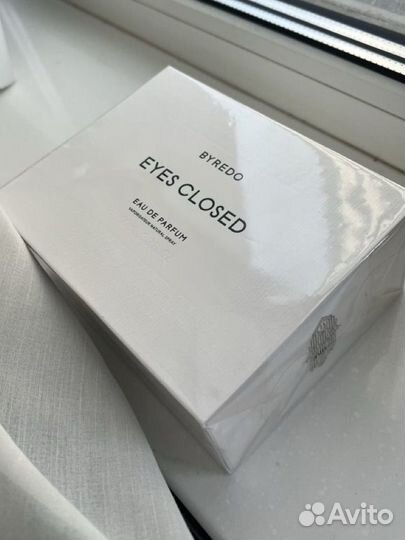 BYREDO
EYES CLOSED
EAU DE PARFUM
VAPORISATEUR NATURAL SPRAY
Avito